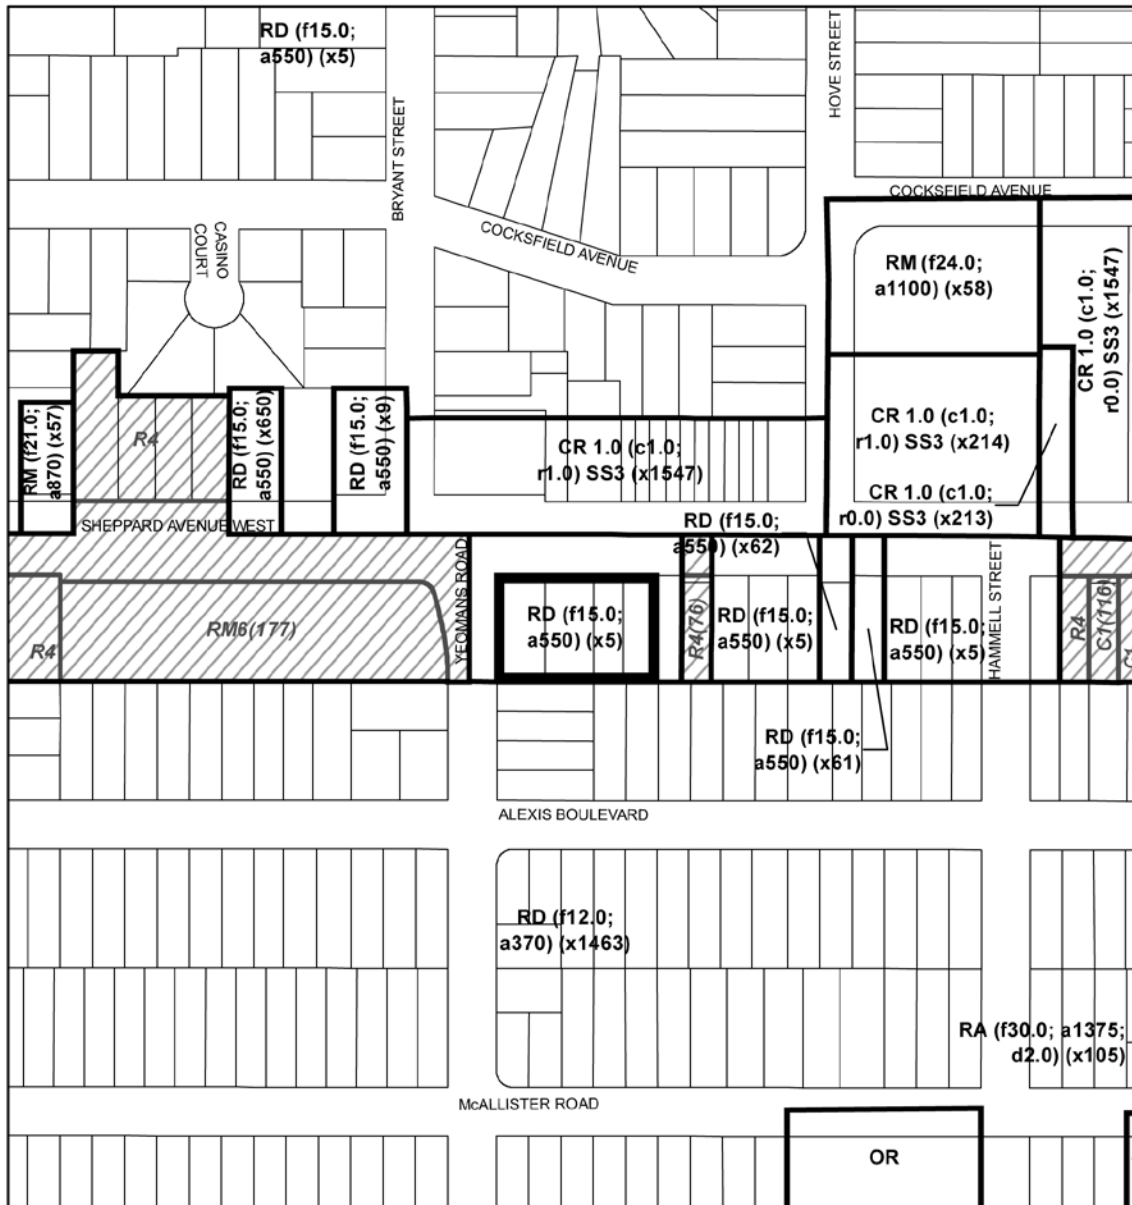 RD (f15.0;
a550) (x5)
BRYANT STREET
HOVE STREET
COCKSFIELD AVENUE
CASINO
COURT
COCKSFIELD AVENUE
RM (f24.0;
a1100) (x58)
CR 1.0 (c1.0;
r0.0) SS3 (x1547)
RM (f21.0;
a870) (x57)
R4
RD (f15.0;
a550) (x650)
RD (f15.0;
a550) (x9)
CR 1.0 (c1.0;
r1.0) SS3 (x1547)
CR 1.0 (c1.0;
r1.0) SS3 (x214)
CR 1.0 (c1.0;
r0.0) SS3 (x213)
SHEPPARD AVENUE WEST
RD (f15.0;
a550) (x62)
R4
RM6(177)
YEOMANS ROAD
RD (f15.0;
a550) (x5)
R4(76)
RD (f15.0;
a550) (x5)
RD (f15.0;
a550) (x5)
HAMMELL STREET
R4
C1(116)
C1
RD (f15.0;
a550) (x61)
ALEXIS BOULEVARD
RD (f12.0;
a370) (x1463)
RA (f30.0; a1375;
d2.0) (x105)
McALLISTER ROAD
OR